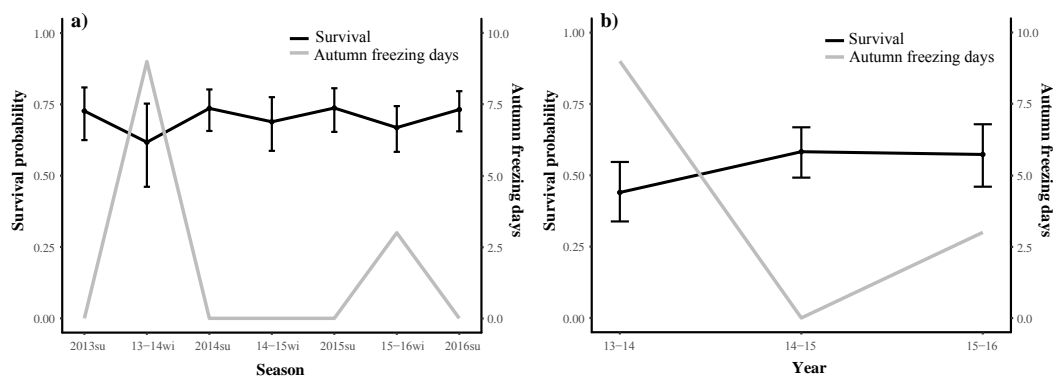 a)
Survival
Autumn freezing days
1.00
0.75
0.50
0.25
0.00
Survival probability
10.0
7.5
5.0
2.5
0.0
Autumn freezing days
2013su
13−14wi
2014su
14−15wi
2015su
15−16wi
2016su
Season
b)
Survival
Autumn freezing days
1.00
0.75
0.50
0.25
0.00
Survival probability
10.0
7.5
5.0
2.5
0.0
Autumn freezing days
13−14
14−15
15−16
Year